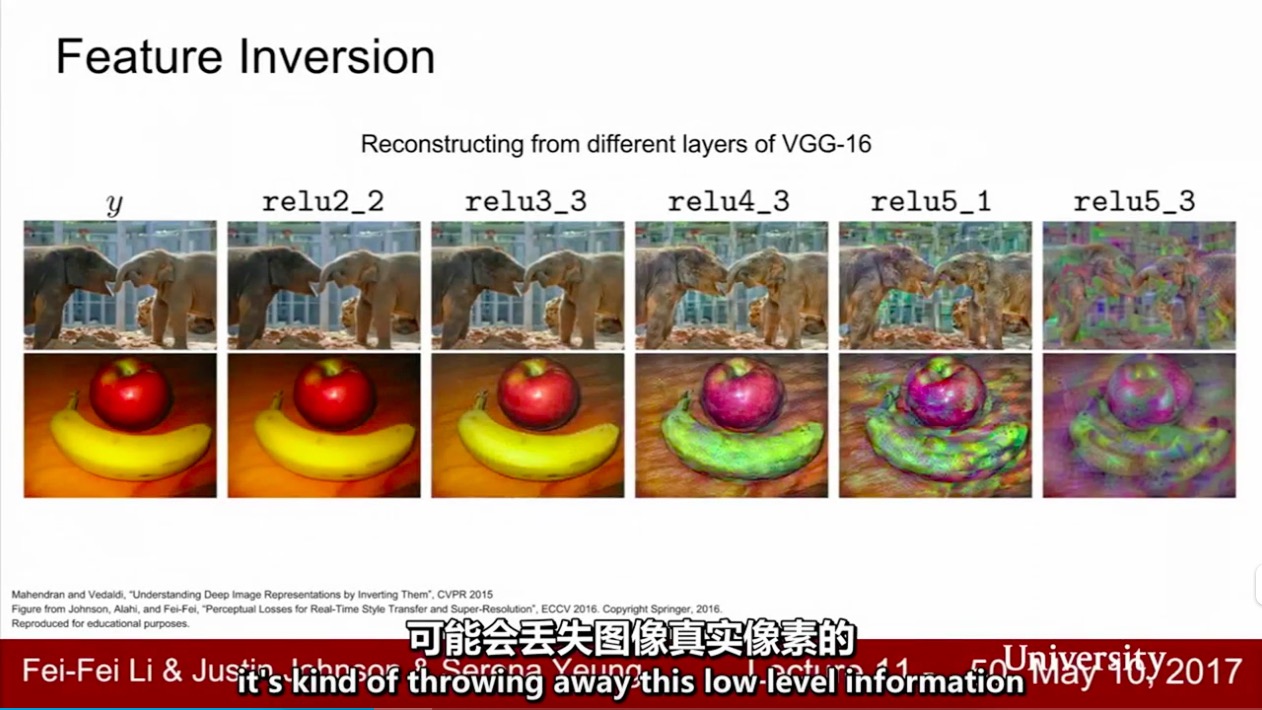 Feature Inversion
Reconstructing from different layers of VGG-16
y relu2_2 relu3_3 relu4_3 relu5_1 relu5_3
Mahendran and Vedaldi, “Understanding Deep Image Representations by Inverting Them”, CVPR 2015
Figure from Johnson, Alahi, and Fei-Fei, “Perceptual Losses for Real-Time Style Transfer and Super-Resolution”, ECCV 2016. Copyright Springer, 2016.
Reproduced for educational purposes.
可能会丢失图像真实像素的
Fei-Fei Li & Justin Johnson & Serena Yeung Lecture 11 - 50 May 10, 2017
University
it's kind of throwing away this low-level information